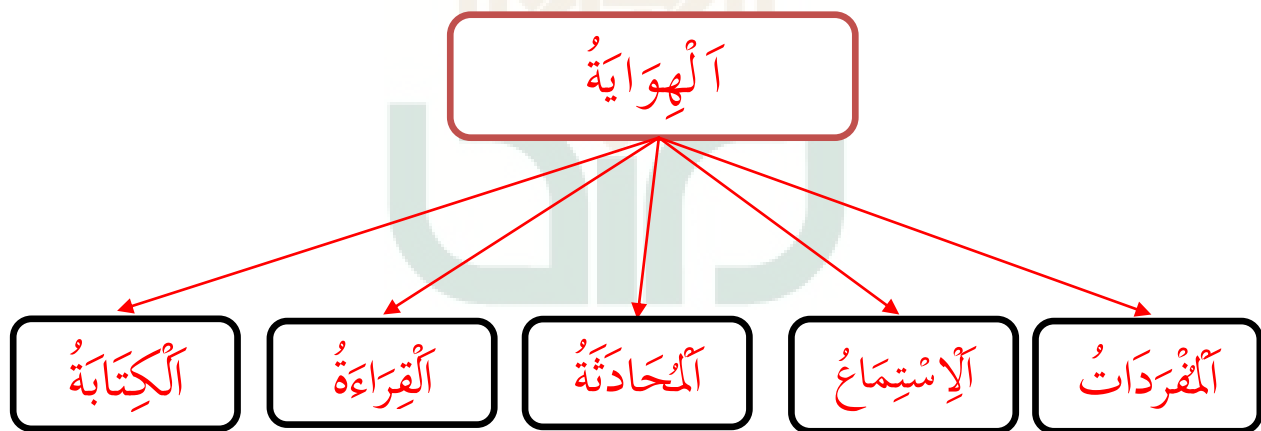 اَلْهِوَايَةُ
اَلْمُفْرَدَاتُ
اَلْاِسْتِمَاعُ
اَلْمُحَادَثَةُ
اَلْقِرَاءَةُ
اَلْكِتَابَةُ